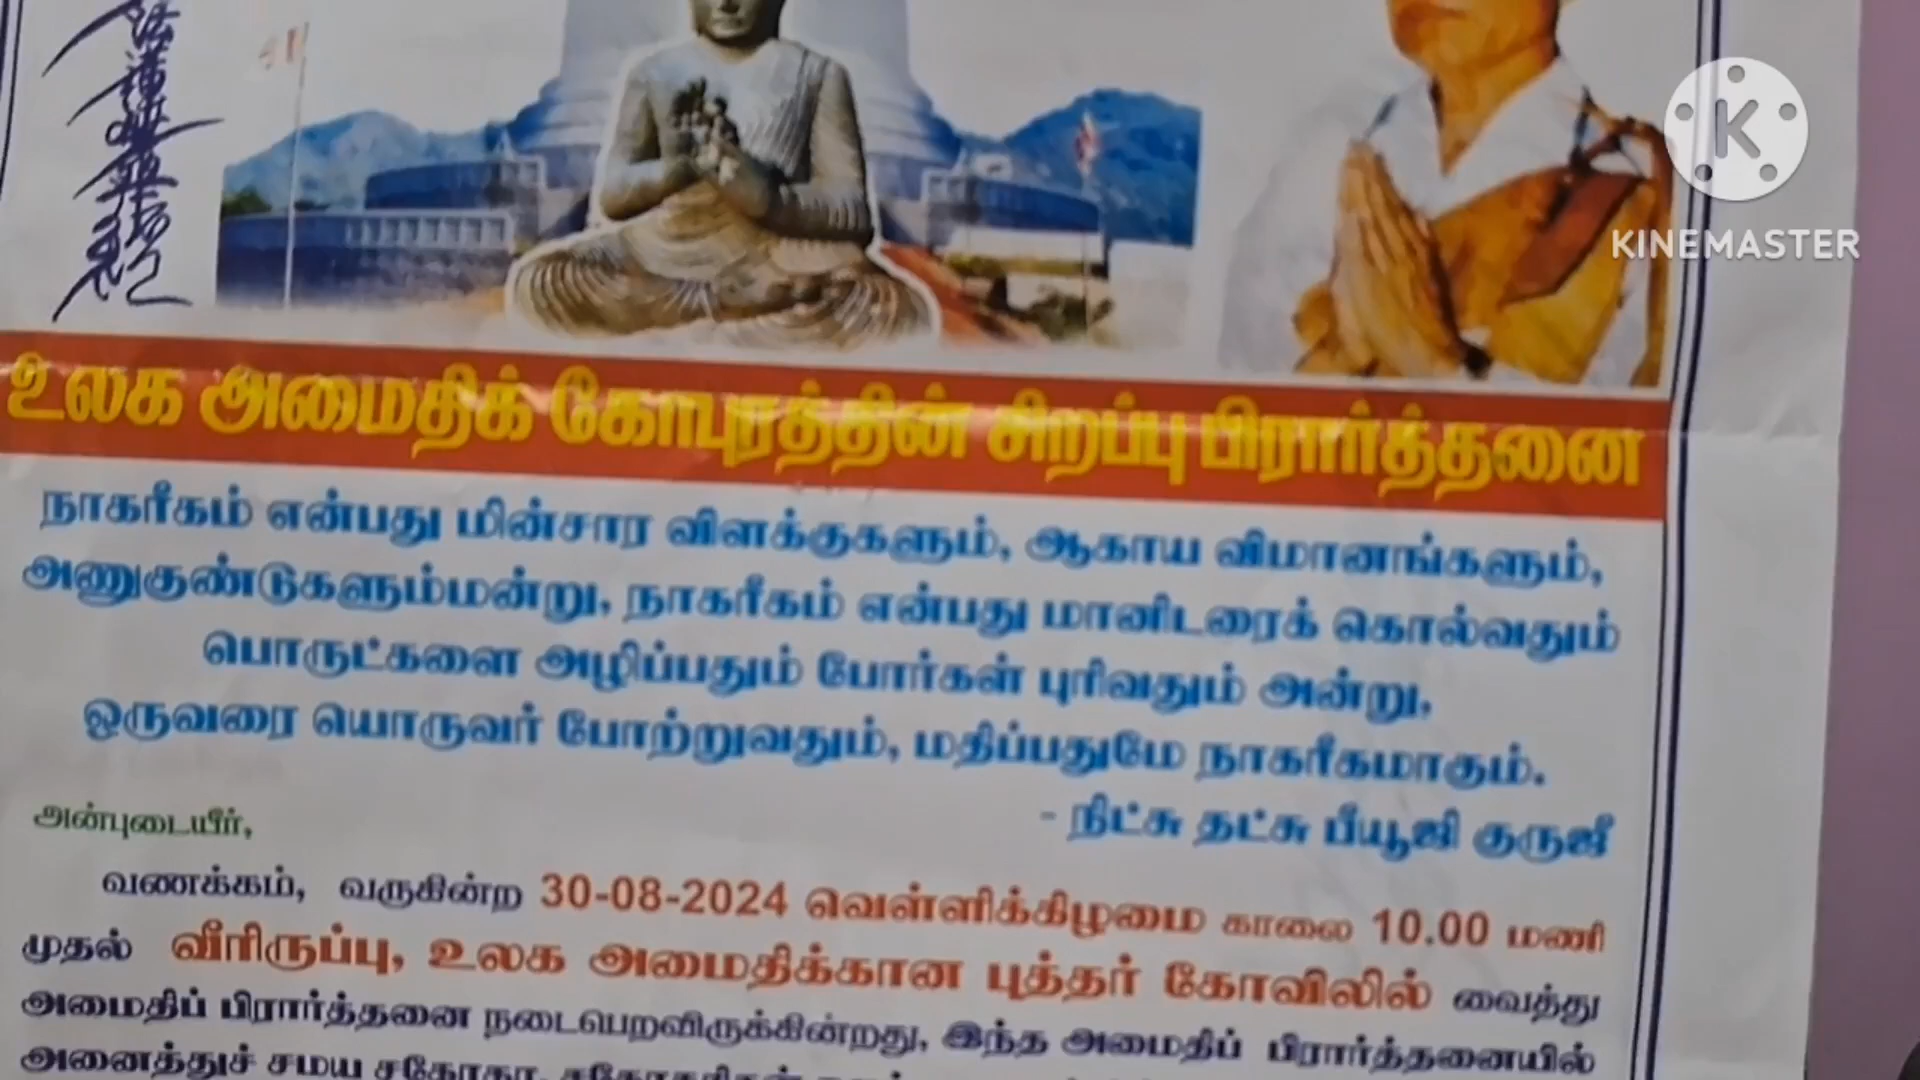 உலக அமைதிக் கோபுரத்தின் சிறப்பு பிரார்த்தனை
நாகரீகம் என்பது மின்சார விளக்குகளும், ஆகாய விமானங்களும்,
அணுகுண்டுகளும்மன்று, நாகரீகம் என்பது மானிடரைக் கொல்வதும்
பொருட்களை அழிப்பதும் போர்கள் புரிவதும் அன்று,
ஒருவரை யொருவர் போற்றுவதும், மதிப்பதுமே நாகரீகமாகும்.
- நிட்சு தட்சு பீயூஜி குருஜீ
அன்புடையீர்,
வணக்கம், வருகின்ற 30-08-2024 வெள்ளிக்கிழமை காலை 10.00 மணி
முதல் வீரிருப்பு, உலக அமைதிக்கான புத்தர் கோவிலில் வைத்து
அமைதிப் பிரார்த்தனை நடைபெறவிருக்கின்றது, இந்த அமைதிப் பிரார்த்தனையில்
அனைத்துச் சமய
K
KINEMASTER